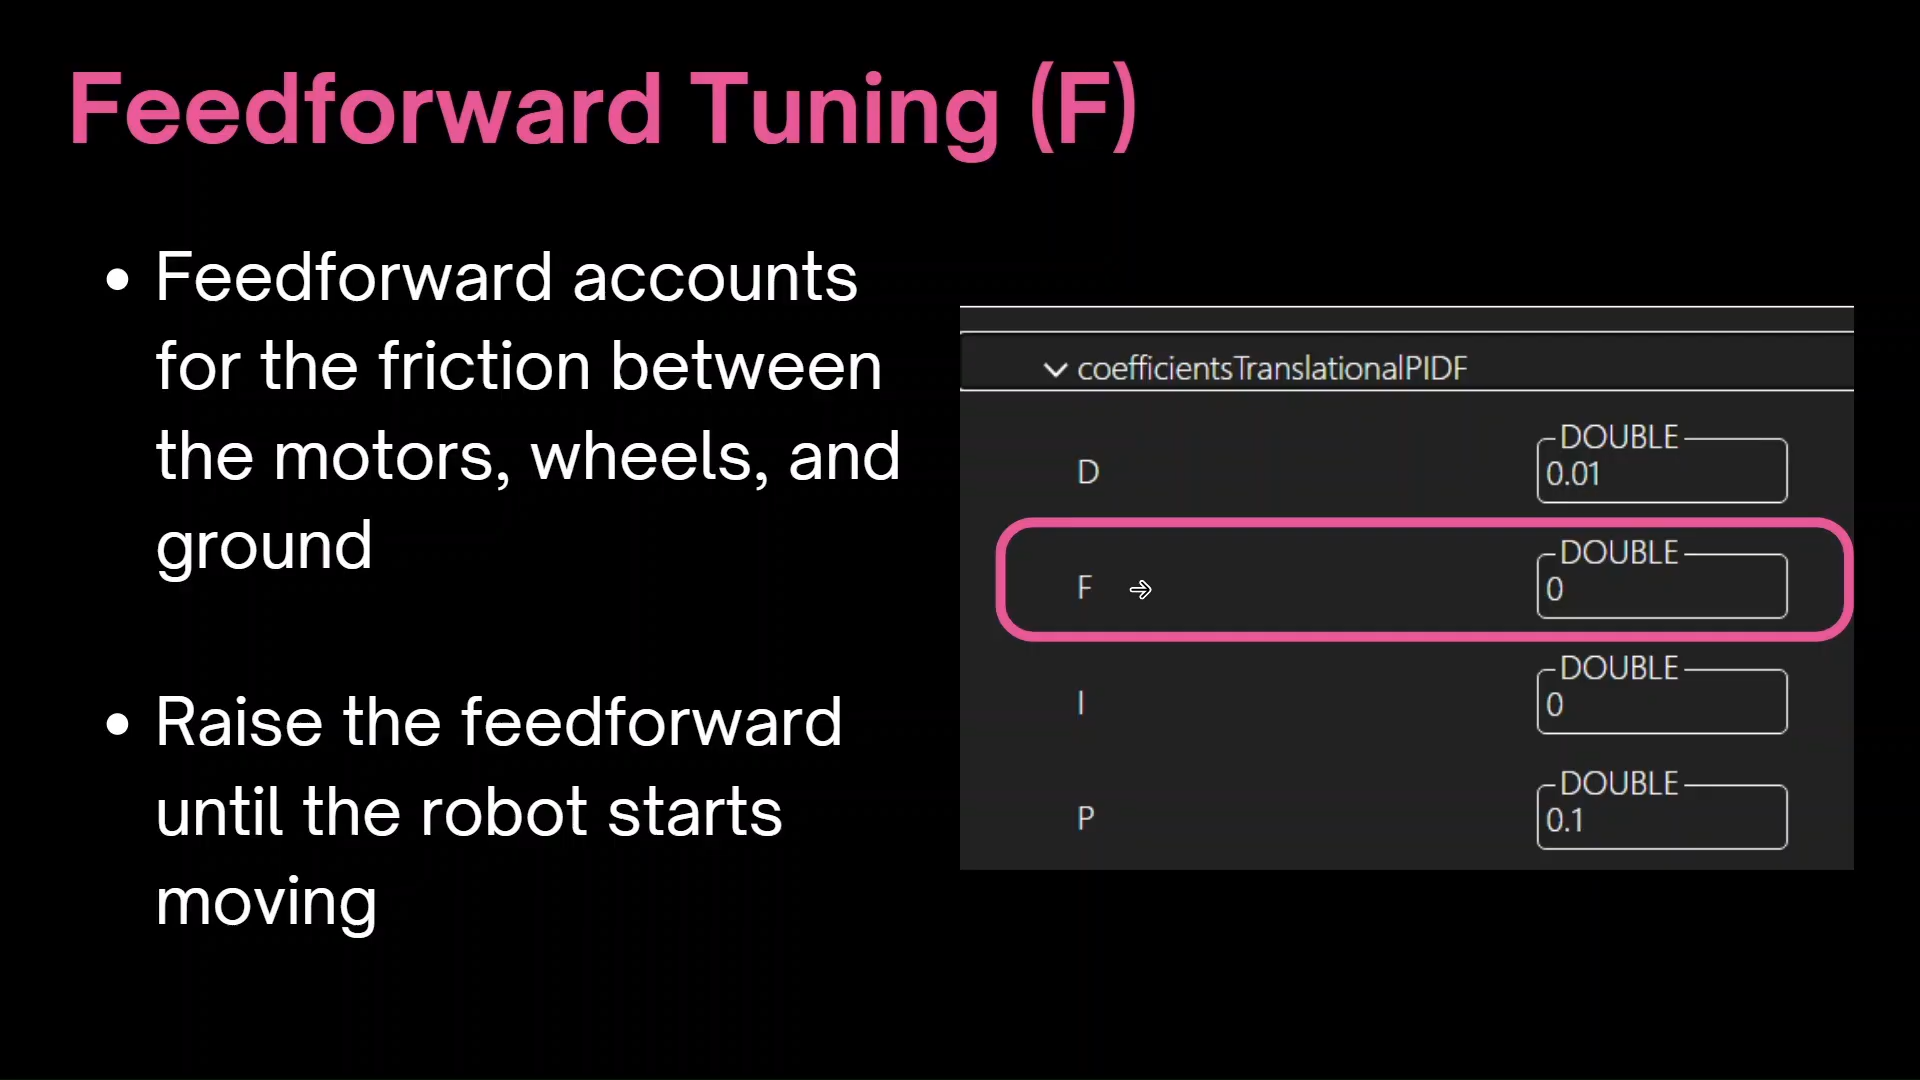 Feedforward Tuning (F)
• Feedforward accounts
for the friction between
the motors, wheels, and
ground
• Raise the feedforward
until the robot starts
moving
coefficientsTranslationalPIDF
DOUBLE
D 0.01
DOUBLE
F 0
DOUBLE
I 0
DOUBLE
P 0.1